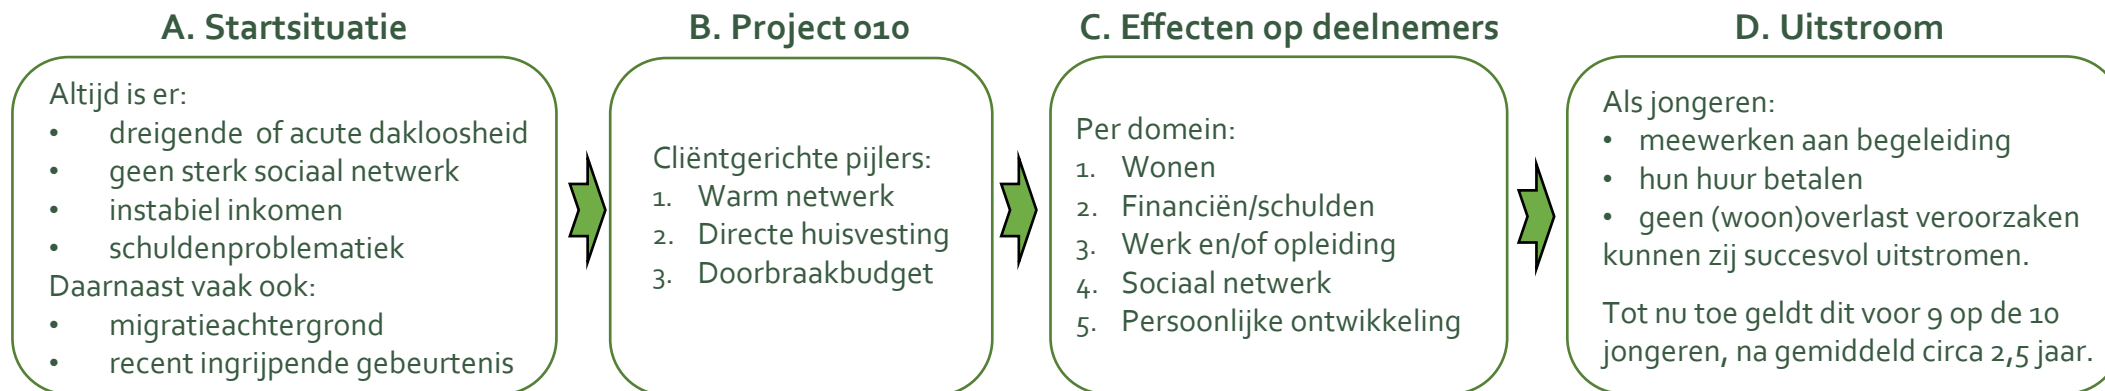 A. Startsituatie
Altijd is er:
• dreigende of acute dakloosheid
• geen sterk sociaal netwerk
• instabiel inkomen
• schuldenproblematiek
Daarnaast vaak ook:
• migratieachtergrond
• recent ingrijpende gebeurtenis
B. Project 010
Cliëntgerichte pijlers:
1. Warm netwerk
2. Directe huisvesting
3. Doorbraakbudget
C. Effecten op deelnemers
Per domein:
1. Wonen
2. Financiën/schulden
3. Werk en/of opleiding
4. Sociaal netwerk
5. Persoonlijke ontwikkeling
D. Uitstroom
Als jongeren:
• meewerken aan begeleiding
• hun huur betalen
• geen (woon)overlast veroorzaken
kunnen zij succesvol uitstromen.
Tot nu toe geldt dit voor 9 op de 10
jongeren, na gemiddeld circa 2,5 jaar.